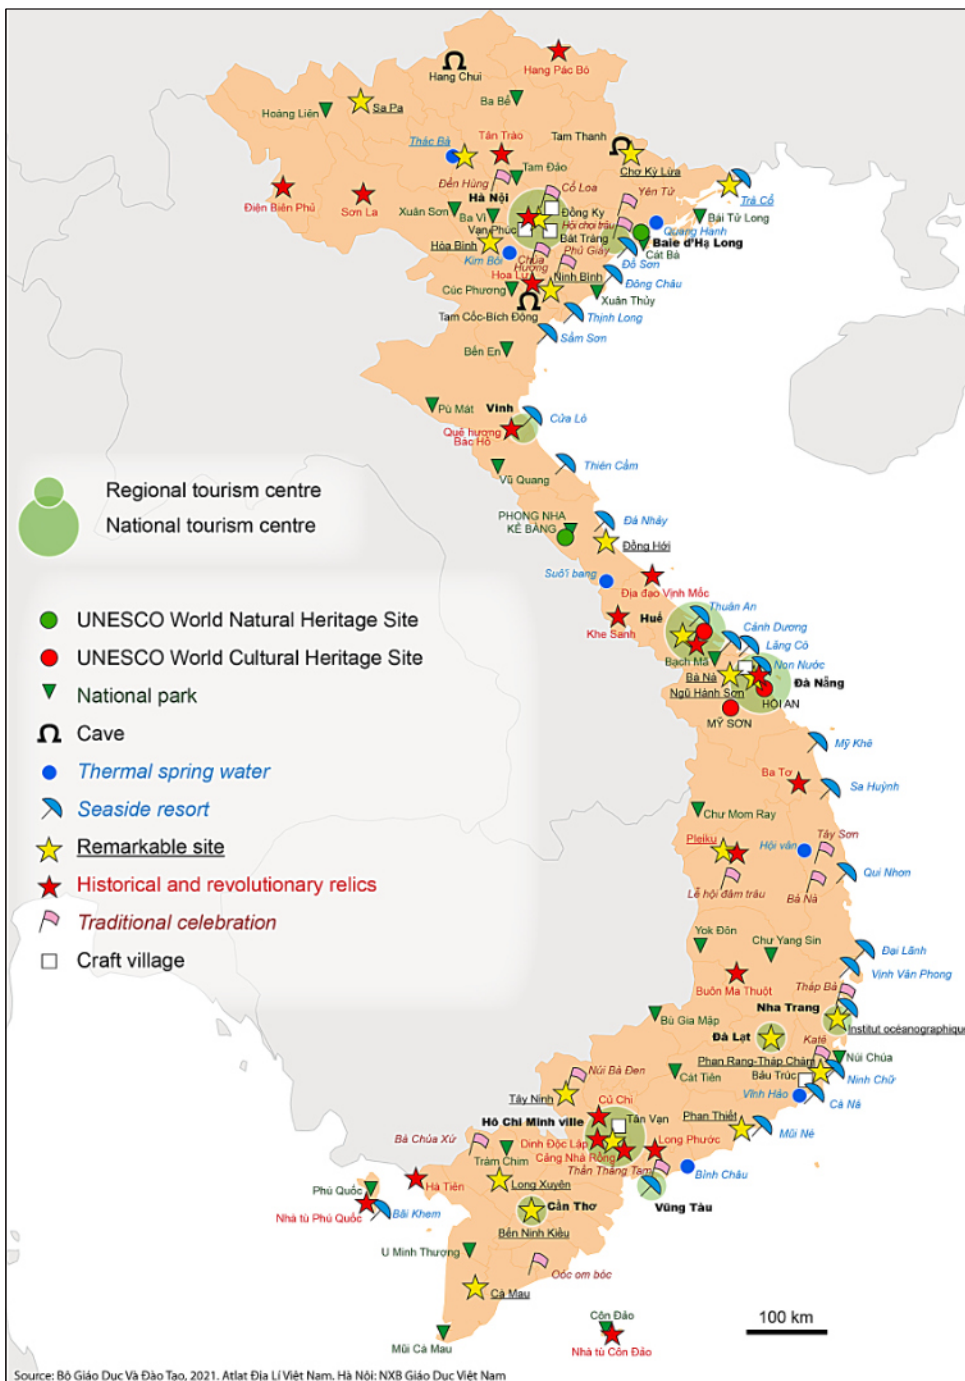 Hang Chui
Hang Pác Bó
Hoàng Liên
Sa Pa
Ba Bể
Tam Thanh
Thác Bà
Tân Trào
Chợ Kỳ Lừa
Đền Hùng
Tam Đảo
Cổ Loa
Yên Tử
Trà Cổ
Điện Biên Phủ
Sơn La
Hà Nội
Xuân Sơn
Ba Vì
Đồng Kỵ
Bái Tử Long
Vạn Phúc
Hội chọi trâu
Quang Hanh
Hòa Bình
Bát Tràng
Baie d'Hạ Long
Kim Bôi
Chùa
Hương
Phủ Giày
Cát Bà
Đồ Sơn
Hoa Lư
Ninh Bình
Đồng Châu
Cúc Phương
Xuân Thủy
Tam Cốc-Bích Động
Thịnh Long
Sầm Sơn
Bến En
Pù Mát
Vinh
Cửa Lò
Quê hương
Bác Hồ
Thiên Cầm
Vũ Quang
Regional tourism centre
National tourism centre
PHONG NHA
KẺ BÀNG
Đá Nhảy
Đồng Hới
Suối bang
Địa đạo Vịnh Mốc
Khe Sanh
Huế
Thuận An
Cảnh Dương
Lăng Cô
Bạch Mã
Non Nước
Bà Nà
Đà Nẵng
Ngũ Hành Sơn
HỘI AN
MỸ SƠN
UNESCO World Natural Heritage Site
UNESCO World Cultural Heritage Site
National park
Cave
Thermal spring water
Seaside resort
Remarkable site
Historical and revolutionary relics
Traditional celebration
Craft village
Mỹ Khê
Ba Tơ
Sa Huỳnh
Chư Mom Ray
Tây Sơn
Pleiku
Hội vân
Lễ hội đâm trâu
Bà Nà
Qui Nhơn
Yok Đôn
Chư Yang Sin
Đại Lãnh
Vịnh Vân Phong
Buôn Ma Thuột
Tháp Bà
Nha Trang
Bù Gia Mập
Institut océanographique
Đà Lạt
Katê
Phan Rang-Tháp Chàm
Núi Chúa
Núi Bà Đen
Cát Tiên
Bàu Trúc
Ninh Chữ
Tây Ninh
Vĩnh Hảo
Cà Ná
Củ Chi
Phan Thiết
Hô Chi Minh ville
Tân Vạn
Mũi Né
Bà Chúa Xứ
Dinh Độc Lập
Long Phước
Cảng Nhà Rồng
Tràm Chim
Thần Thắng Tam
Bình Châu
Phú Quốc
Hà Tiên
Long Xuyên
Nhà tù Phú Quốc
Bãi Khem
Cần Thơ
Vũng Tàu
Bến Ninh Kiều
U Minh Thượng
Oóc om bóc
Cà Mau
Côn Đảo
Mũi Cà Mau
Nhà tù Côn Đảo
100 km
Source: Bộ Giáo Dục Và Đào Tạo, 2021. Atlat Địa Lí Việt Nam. Hà Nội: NXB Giáo Dục Việt Nam